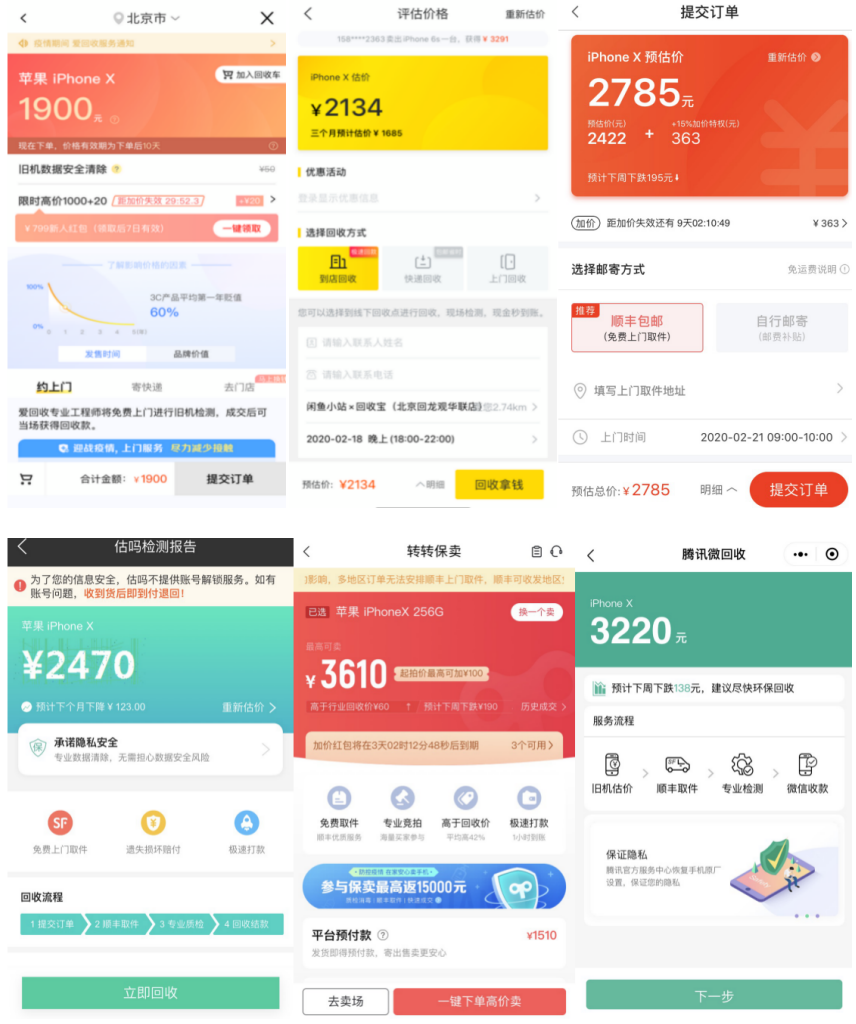 北京市
疫情期间 爱回收服务通知
苹果 iPhone X
加入回收车
1900元
现在下单，价格有效期为下单后10天
旧机数据安全清除
¥50
限时高价1000+20
距加价失效 29:52.3
+¥20
¥799新人红包（领取后7日有效）
一键领取
了解影响价格的因素
100%
0%
0 1 2 3 4 5(年)
3C产品平均第一年贬值
60%
发售时间
品牌价值
约上门
寄快递
去门店
爱回收专业工程师将免费上门进行旧机检测，成交后可
当场获得回收款。
迎战疫情，上门服务 尽力减少接触
合计金额：¥1900
提交订单
评估价格
重新估价
158****2363卖出iPhone 6s一台，获得 ¥ 3291
iPhone X 估价
¥2134
三个月预计估价 ¥ 1685
优惠活动
登录显示优惠信息
选择回收方式
到店回收
快递回收
上门回收
您可以选择到线下回收点进行回收，现场检测，现金秒到账。
请输入联系人姓名
请输入联系电话
闲鱼小站×回收宝（北京回龙观华联店）
2.74km
2020-02-18 晚上 (18:00-22:00)
预估价：¥2134
明细
回收拿钱
提交订单
iPhone X 预估价
重新估价
2785元
预估价(元)
2422
+
+15%加价特权(元)
363
预计下周下跌195元
加价
距加价失效还有 9天02:10:49
¥ 363
选择邮寄方式
免运费说明
推荐
顺丰包邮
(免费上门取件)
自行邮寄
(邮费补贴)
填写上门取件地址
上门时间
2020-02-21 09:00-10:00
预估总价：¥2785
明细
提交订单
估吗检测报告
为了您的信息安全，估吗不提供账号解锁服务。如有
账号问题，收到货后即到付退回！
苹果 iPhone X
¥2470
预计下个月下降 ¥ 123.00
重新估价
承诺隐私安全
专业数据清除，无需担心数据安全风险
SF
免费上门取件
遗失损坏赔付
极速打款
回收流程
1 提交订单
2 顺丰取件
3 专业质检
4 回收结款
立即回收
转转保卖
影响，多地区订单无法安排顺丰上门取件，顺丰可收发地区
已选
苹果 iPhoneX 256G
换一个卖
最高可卖
¥3610
起拍价最高可加¥100
高于行业回收价¥60
预计下周下跌¥190
历史成交
加价红包将在3天02时12分48秒后到期
3个可用
免费取件
顺丰优质服务
专业竞拍
海量买家参与
高于回收价
平均高42%
极速打款
1小时到账
防控疫情 在家安心卖手机
参与保卖最高返15000元
质检消毒 | 顺丰取件 | 快速成交
平台预付款
¥1510
发货即得预付款，寄出售卖更安心
去卖场
一键下单高价卖
腾讯微回收
iPhone X
3220元
预计下周下跌138元，建议尽快环保回收
服务流程
旧机估价
顺丰取件
专业检测
微信收款
保证隐私
腾讯官方服务中心恢复手机原厂
设置，保证您的隐私
下一步